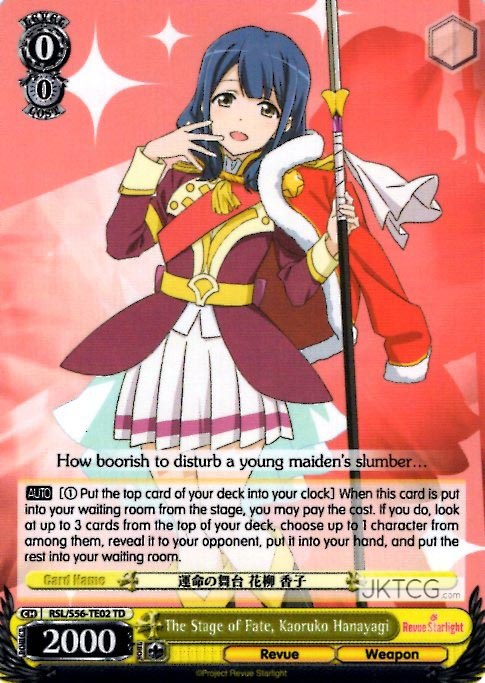 0
0
COST
How boorish to disturb a young maiden's slumber...
AUTO [① Put the top card of your deck into your clock] When this card is put
into your waiting room from the stage, you may pay the cost. If you do, look
at up to 3 cards from the top of your deck, choose up to 1 character from
among them, reveal it to your opponent, put it into your hand, and put the
rest into your waiting room.
Card Name
運命の舞台 花柳 香子
JKTCG.com
CH RSL/S56-TE02 TD
The Stage of Fate, Kaoruko Hanayagi
Revue Starlight
2000
Revue
Weapon
©Project Revue Starlight